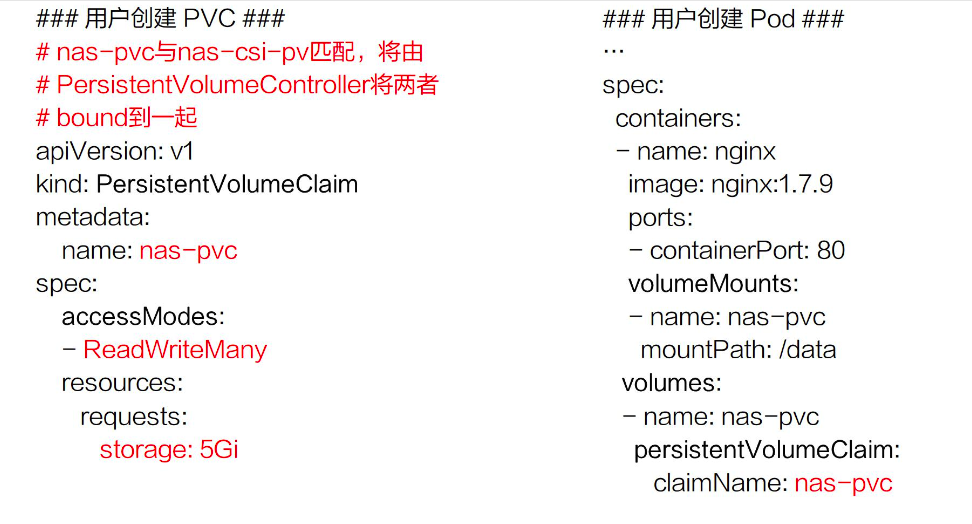 ### 用户创建 PVC ###
# nas-pvc与nas-csi-pv匹配，将由
# PersistentVolumeController将两者
# bound到一起
apiVersion: v1
kind: PersistentVolumeClaim
metadata:
name: nas-pvc
spec:
accessModes:
- ReadWriteMany
resources:
requests:
storage: 5Gi
### 用户创建 Pod ###
...
spec:
containers:
- name: nginx
image: nginx:1.7.9
ports:
- containerPort: 80
volumeMounts:
- name: nas-pvc
mountPath: /data
volumes:
- name: nas-pvc
persistentVolumeClaim:
claimName: nas-pvc